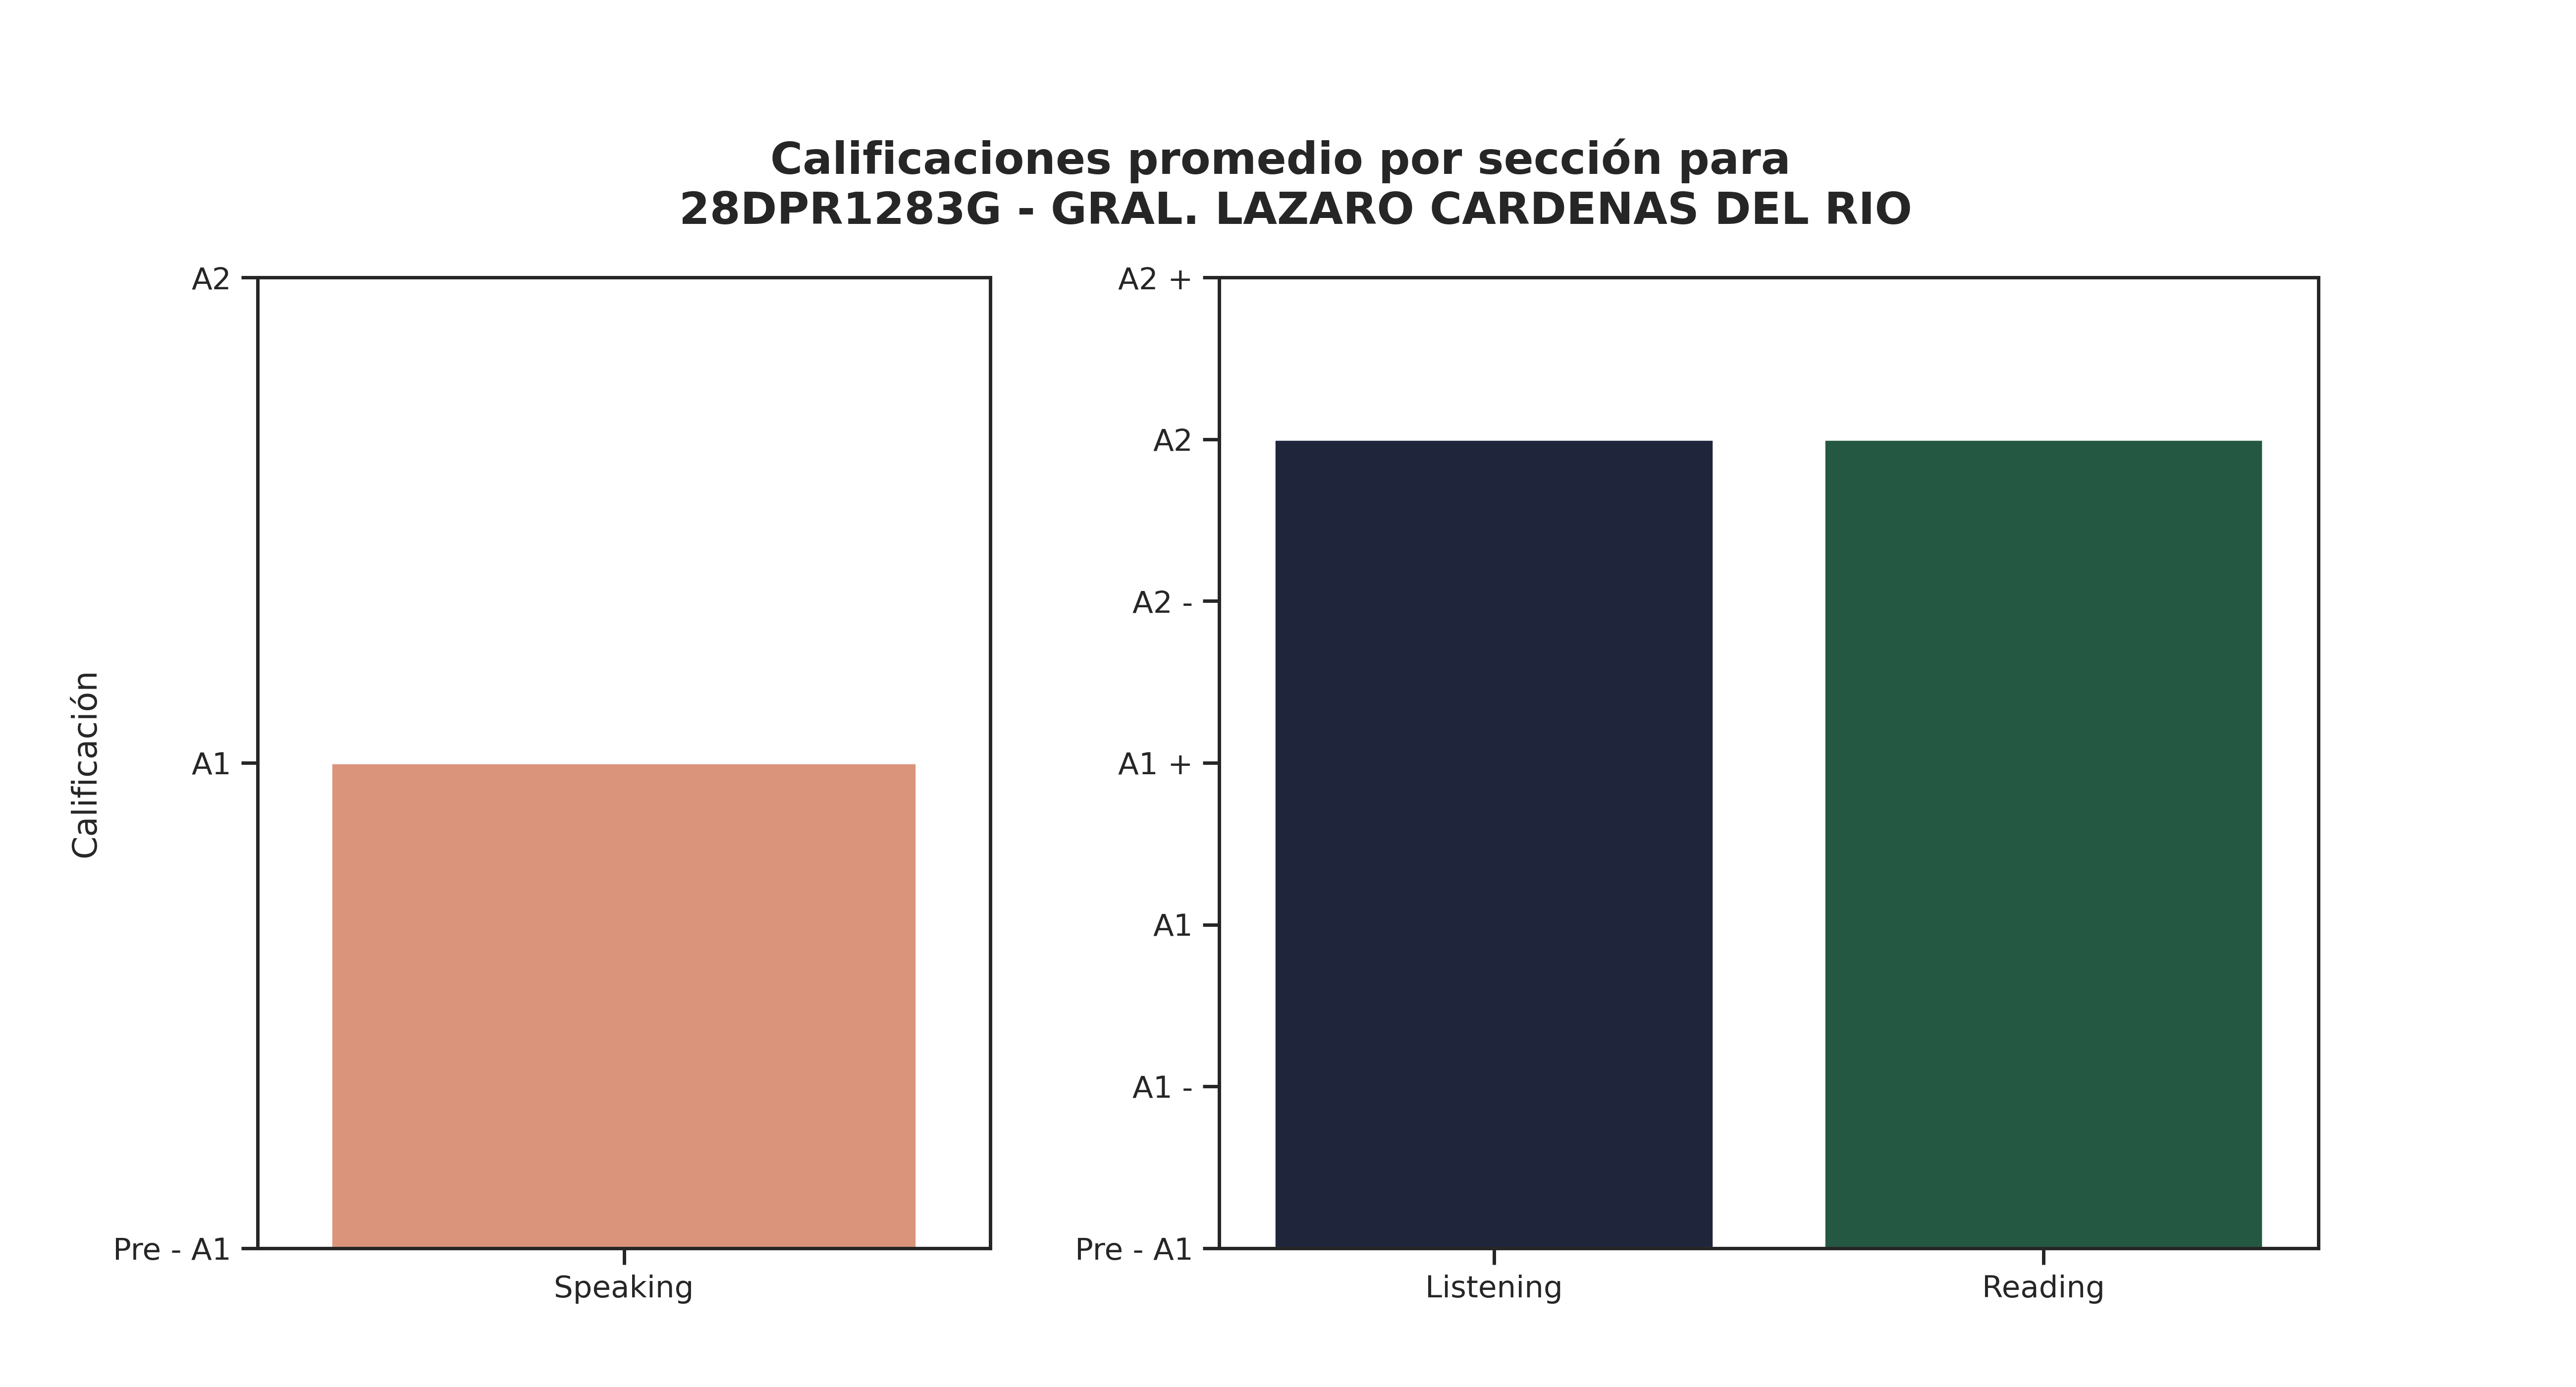 Calificaciones promedio por sección para
28DPR1283G - GRAL. LAZARO CARDENAS DEL RIO
Calificación
A2
A1
Pre - A1
Speaking
A2 +
A2
A2 -
A1 +
A1
A1 -
Pre - A1
Listening
Reading